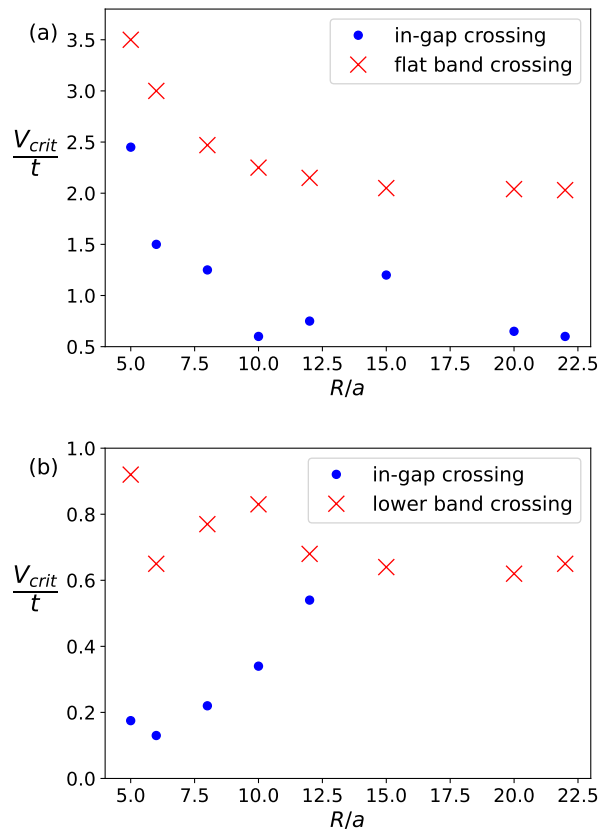 (a)
in-gap crossing
flat band crossing
3.5
3.0
2.5
2.0
1.5
1.0
0.5
V_crit
t
5.0 7.5 10.0 12.5 15.0 17.5 20.0 22.5
R/a
(b)
in-gap crossing
lower band crossing
1.0
0.8
0.6
0.4
0.2
0.0
V_crit
t
5.0 7.5 10.0 12.5 15.0 17.5 20.0 22.5
R/a